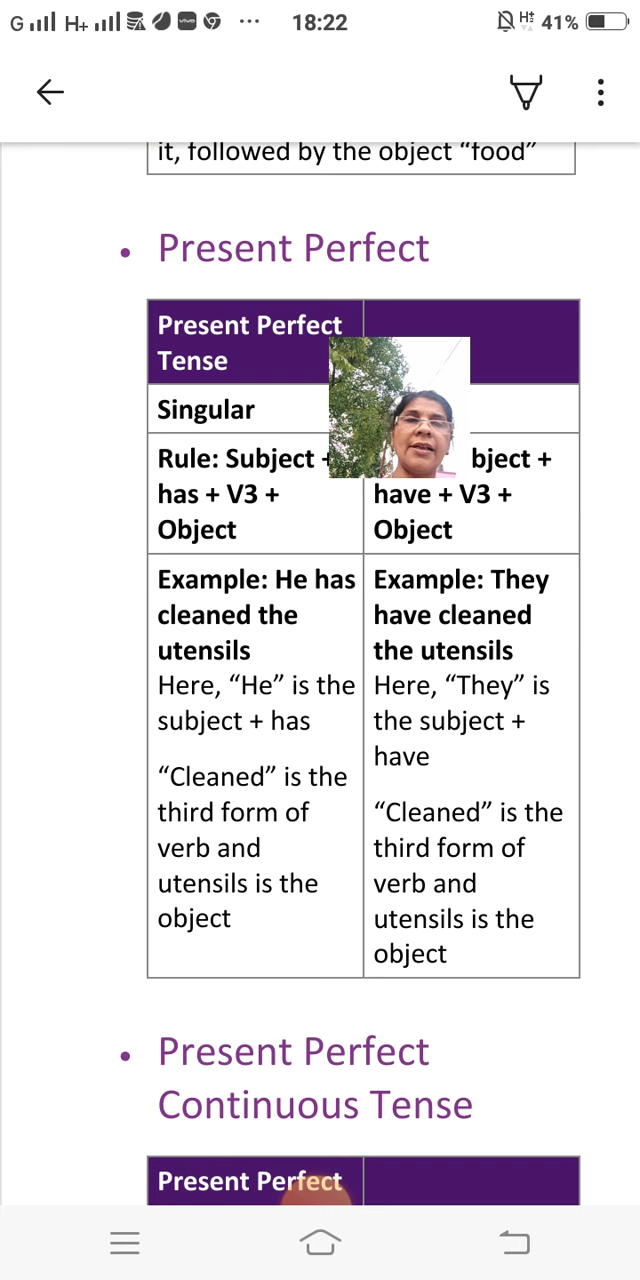 G H+ vivo ... 18:22 H+ 41%
it, followed by the object “food”
• Present Perfect
Present Perfect
Tense
Singular
Rule: Subject +
has + V3 +
Object
bject +
have + V3 +
Object
Example: He has
cleaned the
utensils
Here, “He” is the
subject + has
“Cleaned” is the
third form of
verb and
utensils is the
object
Example: They
have cleaned
the utensils
Here, “They” is
the subject +
have
“Cleaned” is the
third form of
verb and
utensils is the
object
• Present Perfect
Continuous Tense
Present Perfect